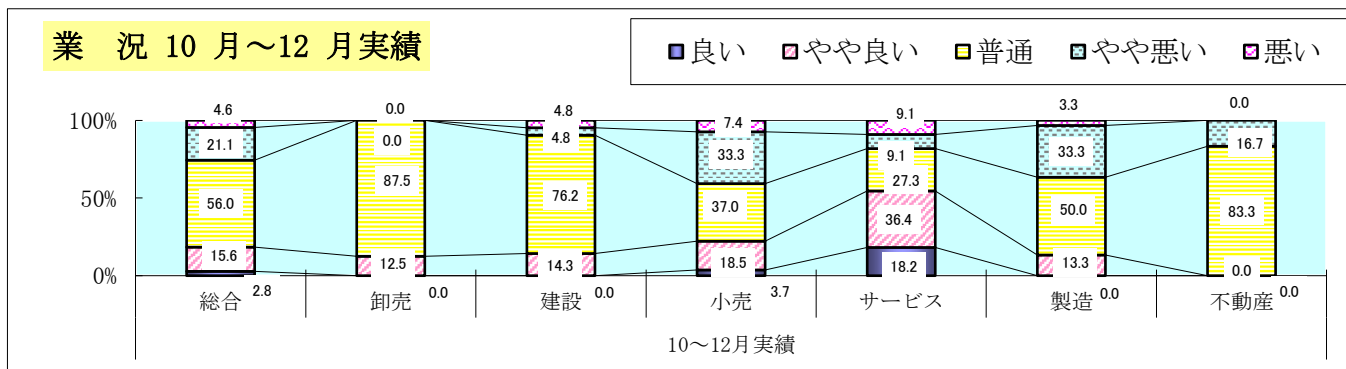 業　況 10 月～12 月実績
良い やや良い 普通 やや悪い 悪い
4.6 0.0 4.8 7.4 9.1 3.3 0.0
100%
21.1 0.0 4.8 33.3 9.1 33.3 16.7
56.0 87.5 76.2 37.0 27.3 50.0 83.3
50%
15.6 12.5 14.3 18.5 36.4 13.3 0.0
18.2
0%
2.8 0.0 0.0 3.7 0.0 0.0
総合 卸売 建設 小売 サービス 製造 不動産
10～12月実績